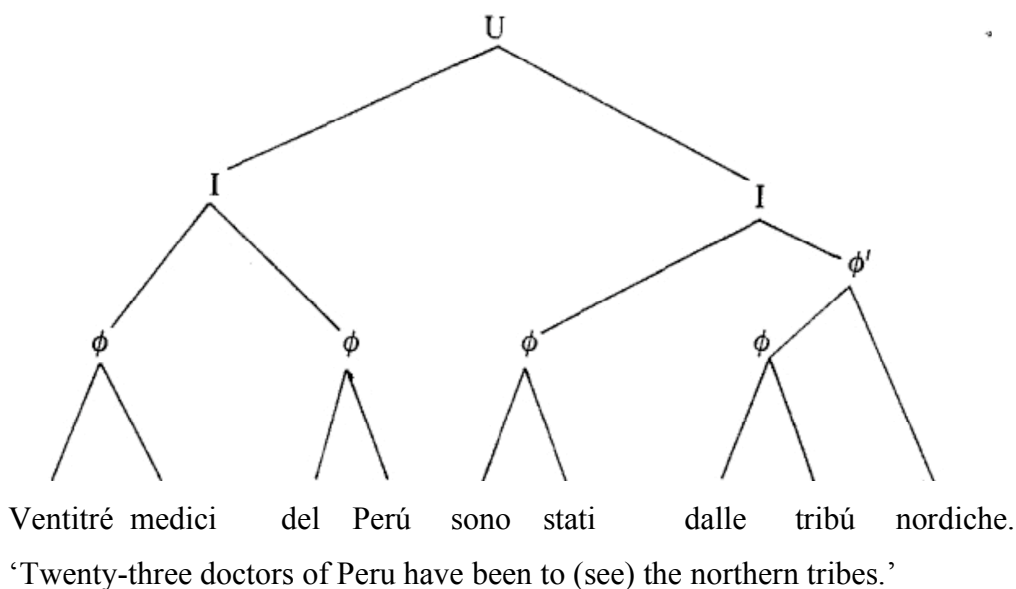 U
I I
ϕ′
ϕ ϕ ϕ ϕ
Ventitré medici del Perú sono stati dalle tribú nordiche.
‘Twenty-three doctors of Peru have been to (see) the northern tribes.’